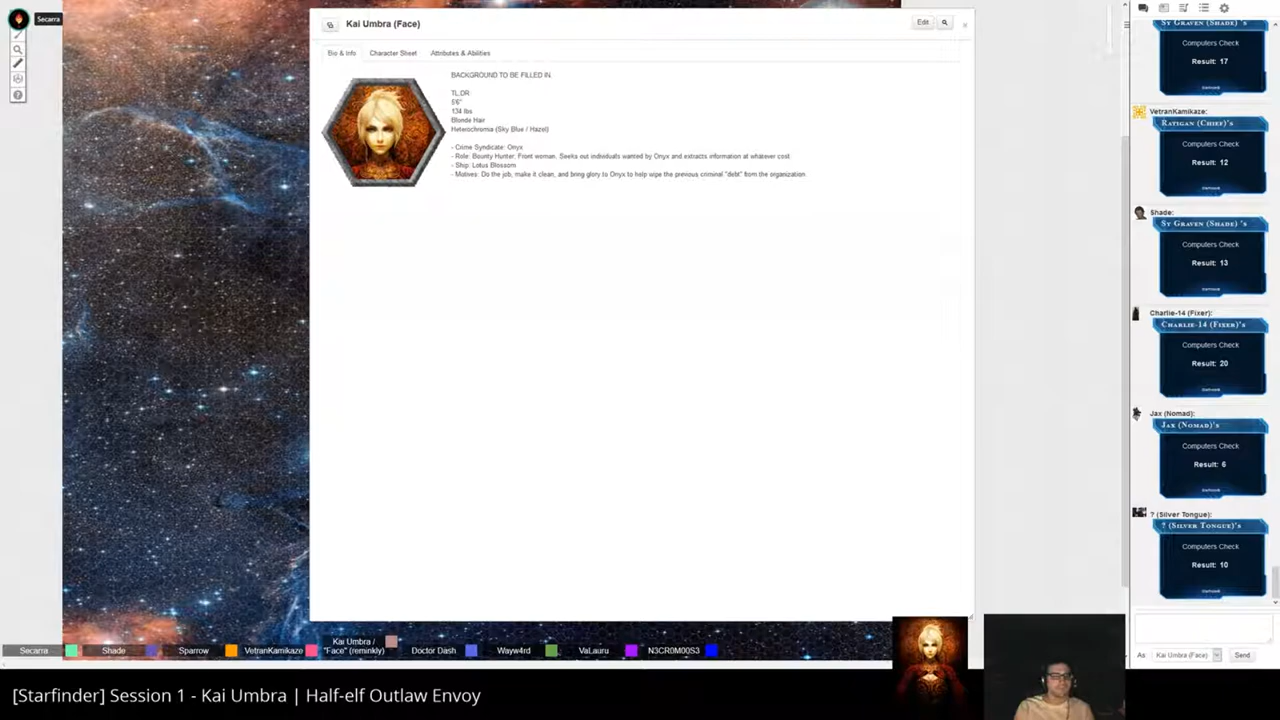 Secarra
Kai Umbra (Face)
Edit
Bio & Info
Character Sheet
Attributes & Abilities
BACKGROUND TO BE FILLED IN.
TL;DR
5'6"
134 lbs
Blonde Hair
Heterochromia (Sky Blue / Hazel)
- Crime Syndicate: Onyx
- Role: Bounty Hunter; Front woman. Seeks out individuals wanted by Onyx and extracts information at whatever cost
- Ship: Lotus Blossom
- Motives: Do the job, make it clean, and bring glory to Onyx to help wipe the previous criminal "debt" from the organization.
Sy Graven (Shade) 's
Computers Check
Result: 17
VetranKamikaze:
Ratigan (Chief)'s
Computers Check
Result: 12
Shade:
Sy Graven (Shade) 's
Computers Check
Result: 13
Charlie-14 (Fixer):
Charlie-14 (Fixer)'s
Computers Check
Result: 20
Jax (Nomad):
Jax (Nomad)'s
Computers Check
Result: 6
? (Silver Tongue):
? (Silver Tongue)'s
Computers Check
Result: 10
As: Kai Umbra (Face) Send
Secarra
Shade
Sparrow
VetranKamikaze
Kai Umbra /
"Face" (reminkly)
Doctor Dash
Wayw4rd
VaLauru
N3CR0M00S3
[Starfinder] Session 1 - Kai Umbra | Half-elf Outlaw Envoy